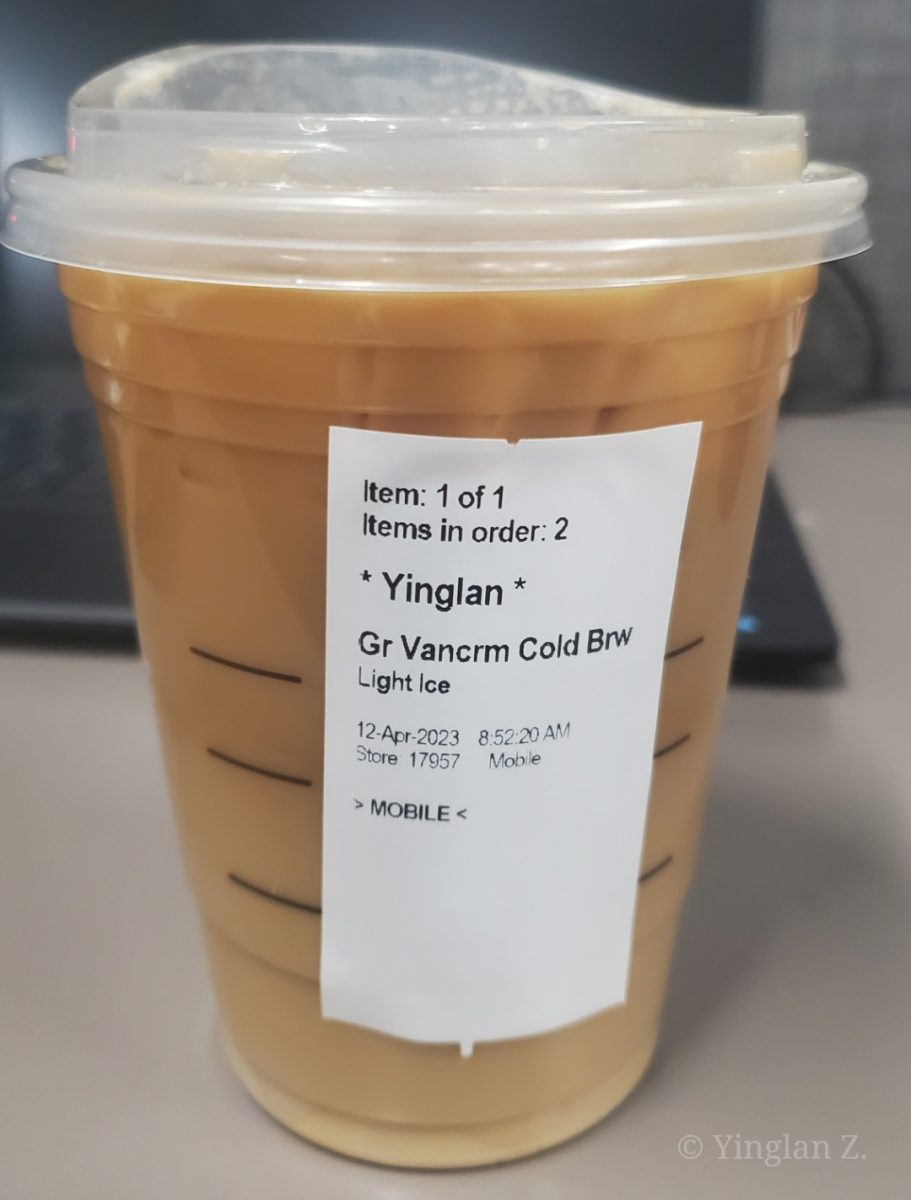 Item: 1 of 1
Items in order: 2
* Yinglan *
Gr Vancrm Cold Brw
Light Ice
12-Apr-2023 8:52:20 AM
Store: 17957 Mobile
> MOBILE <
© Yinglan Z.